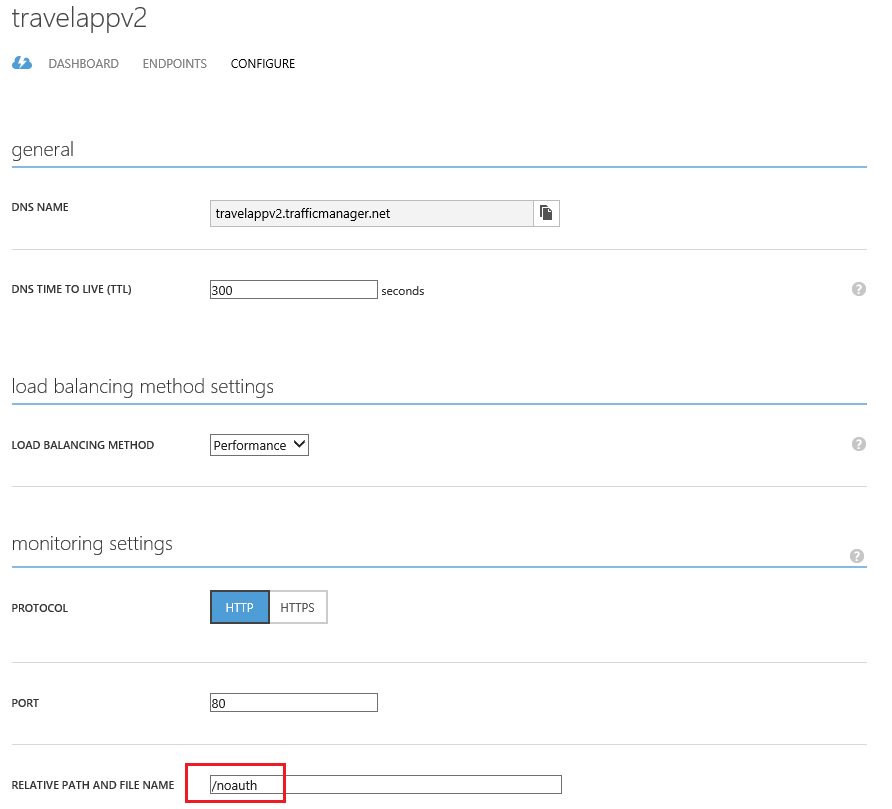 travelappv2
DASHBOARD ENDPOINTS CONFIGURE
general
DNS NAME travelappv2.trafficmanager.net
DNS TIME TO LIVE (TTL) 300 seconds ?
load balancing method settings
LOAD BALANCING METHOD Performance ?
monitoring settings ?
PROTOCOL HTTP HTTPS
PORT 80
RELATIVE PATH AND FILE NAME /noauth